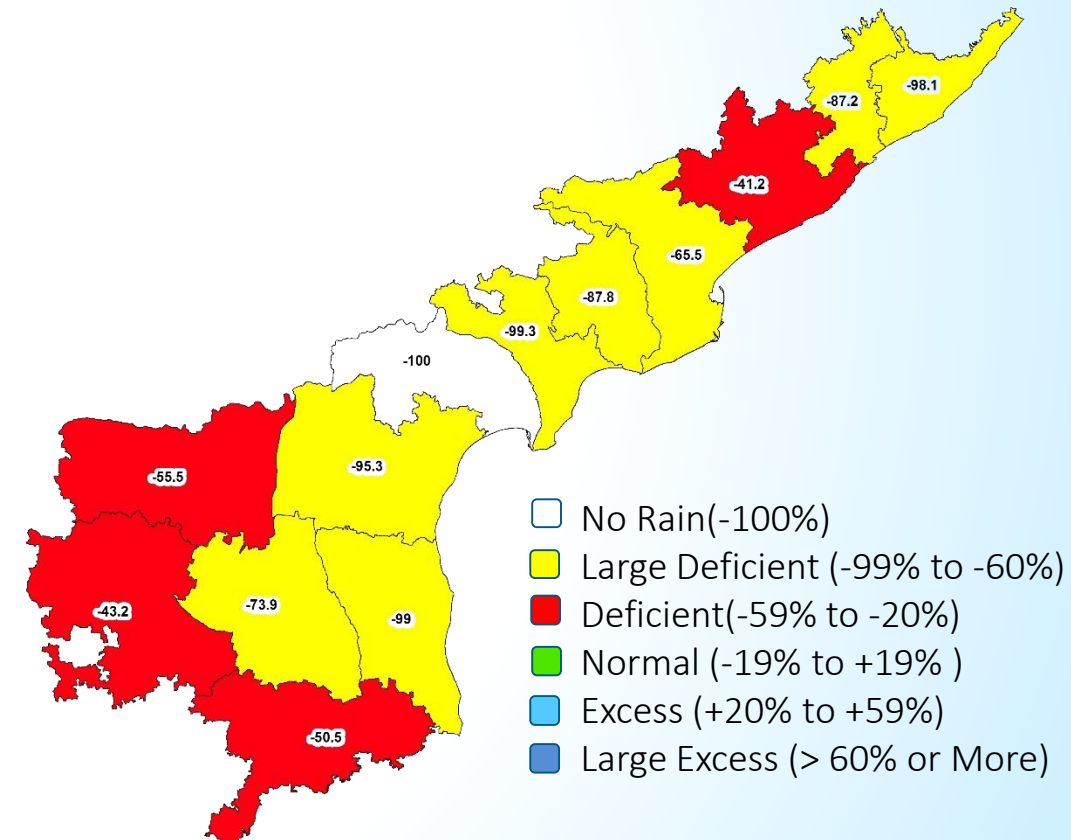 -98.1
-87.2
-41.2
-65.5
-87.8
-99.3
-100
-95.3
-55.5
-73.9
-43.2
-99
-50.5
No Rain(-100%)
Large Deficient (-99% to -60%)
Deficient(-59% to -20%)
Normal (-19% to +19% )
Excess (+20% to +59%)
Large Excess (> 60% or More)